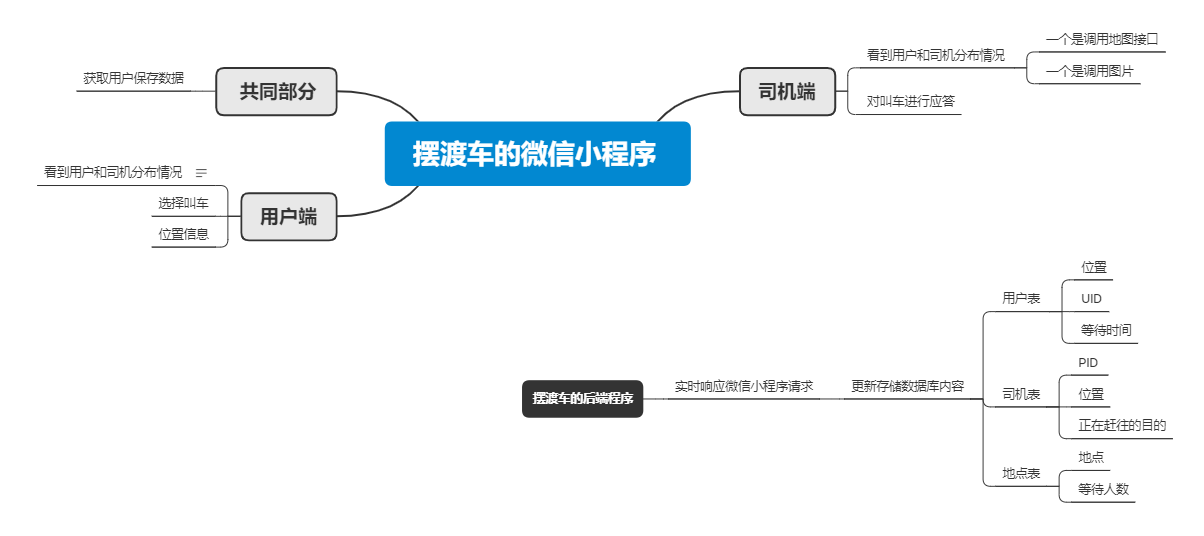 摆渡车的微信小程序
共同部分
获取用户保存数据
用户端
看到用户和司机分布情况
选择叫车
位置信息
司机端
看到用户和司机分布情况
一个是调用地图接口
一个是调用图片
对叫车进行应答
摆渡车的后端程序
实时响应微信小程序请求
更新存储数据库内容
用户表
位置
UID
等待时间
司机表
PID
位置
正在赶往的目的
地点表
地点
等待人数